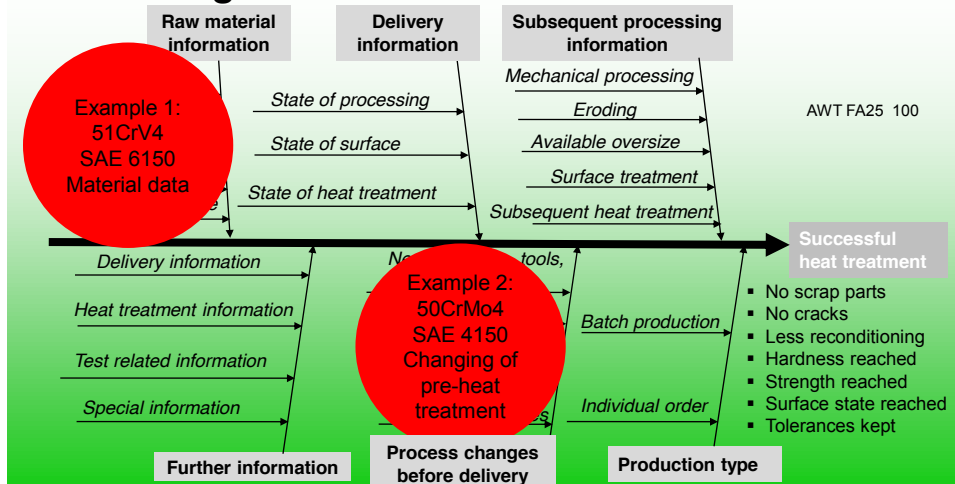 Raw material
information
Delivery
information
Subsequent processing
information
Example 1:
51CrV4
SAE 6150
Material data
State of processing
State of surface
State of heat treatment
Mechanical processing
Eroding
Available oversize
Surface treatment
Subsequent heat treatment
AWT FA25 100
Successful
heat treatment
Delivery information
Heat treatment information
Test related information
Special information
tools,
Example 2:
50CrMo4
SAE 4150
Changing of
pre-heat
treatment
Batch production
Individual order
▪ No scrap parts
▪ No cracks
▪ Less reconditioning
▪ Hardness reached
▪ Strength reached
▪ Surface state reached
▪ Tolerances kept
Further information
Process changes
before delivery
Production type